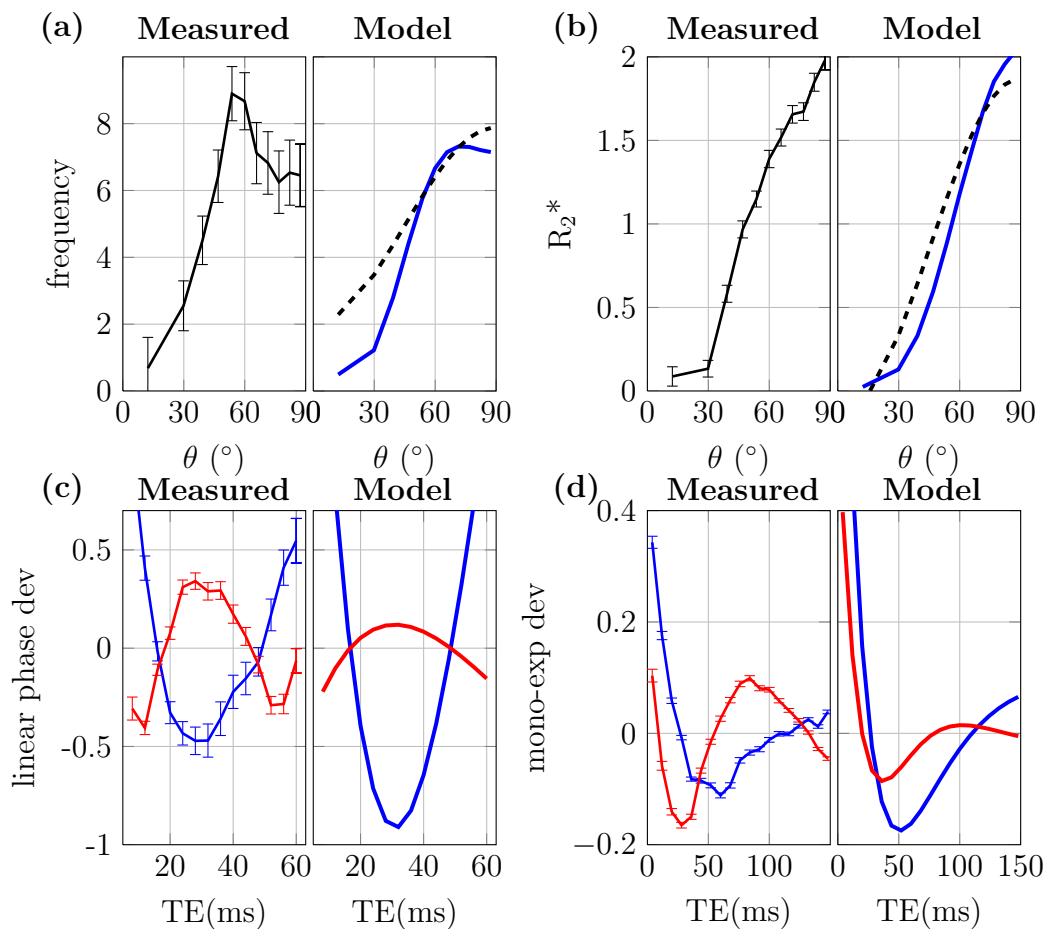 (a) Measured Model
frequency
8
6
4
2
0
0 30 60 90 30 60 90
θ (°) θ (°)
(b) Measured Model
R2*
2
1.5
1
0.5
0
0 30 60 90 30 60 90
θ (°) θ (°)
(c) Measured Model
linear phase dev
0.5
0
-0.5
-1
20 40 60 20 40 60
TE(ms) TE(ms)
(d) Measured Model
mono-exp dev
0.4
0.2
0
−0.2
0 50 100 0 50 100 150
TE(ms) TE(ms)